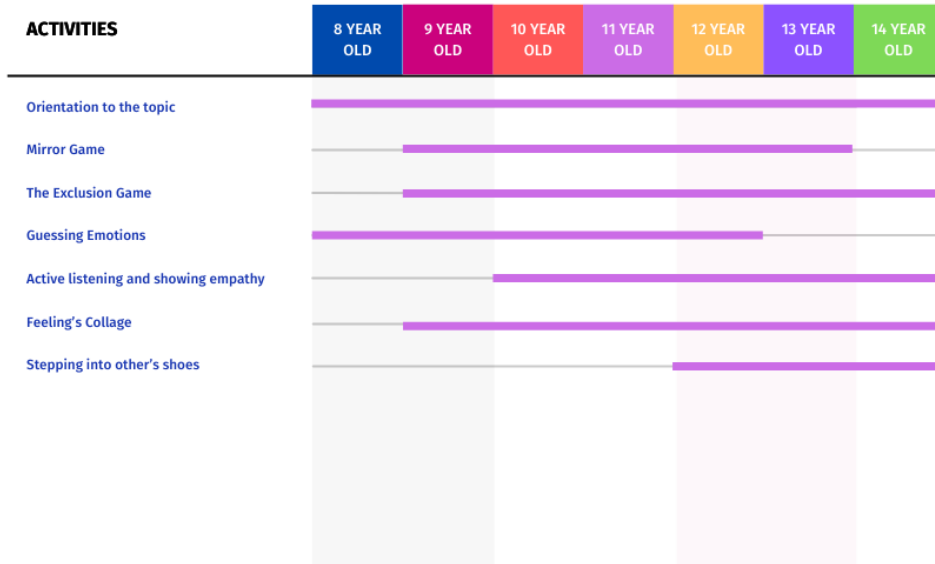 ACTIVITIES
8 YEAR OLD
9 YEAR OLD
10 YEAR OLD
11 YEAR OLD
12 YEAR OLD
13 YEAR OLD
14 YEAR OLD
Orientation to the topic
Mirror Game
The Exclusion Game
Guessing Emotions
Active listening and showing empathy
Feeling’s Collage
Stepping into other’s shoes